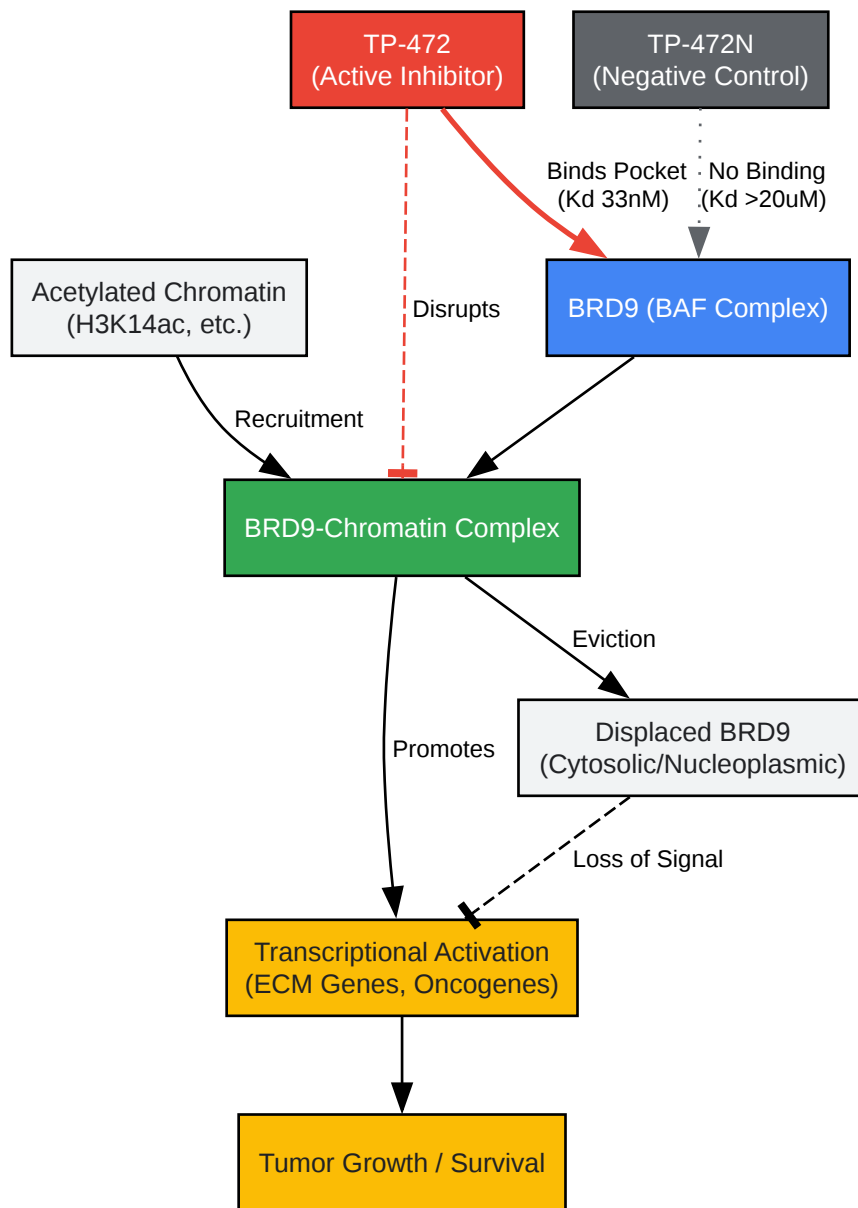 TP-472
(Active Inhibitor)
TP-472N
(Negative Control)
Binds Pocket
(Kd 33nM)
No Binding
(Kd >20uM)
Acetylated Chromatin
(H3K14ac, etc.)
Disrupts
BRD9 (BAF Complex)
Recruitment
BRD9-Chromatin Complex
Eviction
Displaced BRD9
(Cytosolic/Nucleoplasmic)
Promotes
Loss of Signal
Transcriptional Activation
(ECM Genes, Oncogenes)
Tumor Growth / Survival